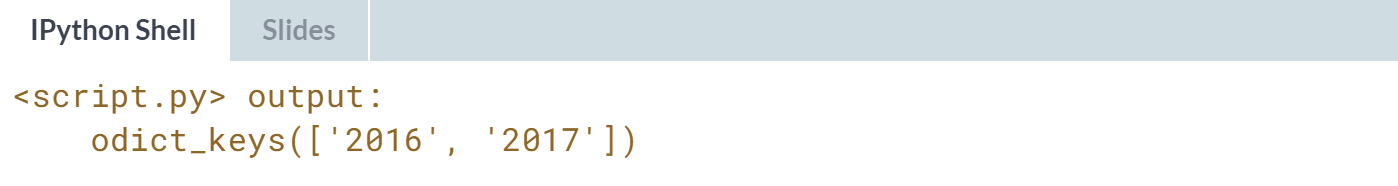 IPython Shell
Slides
<script.py> output:
odict_keys(['2016', '2017'])